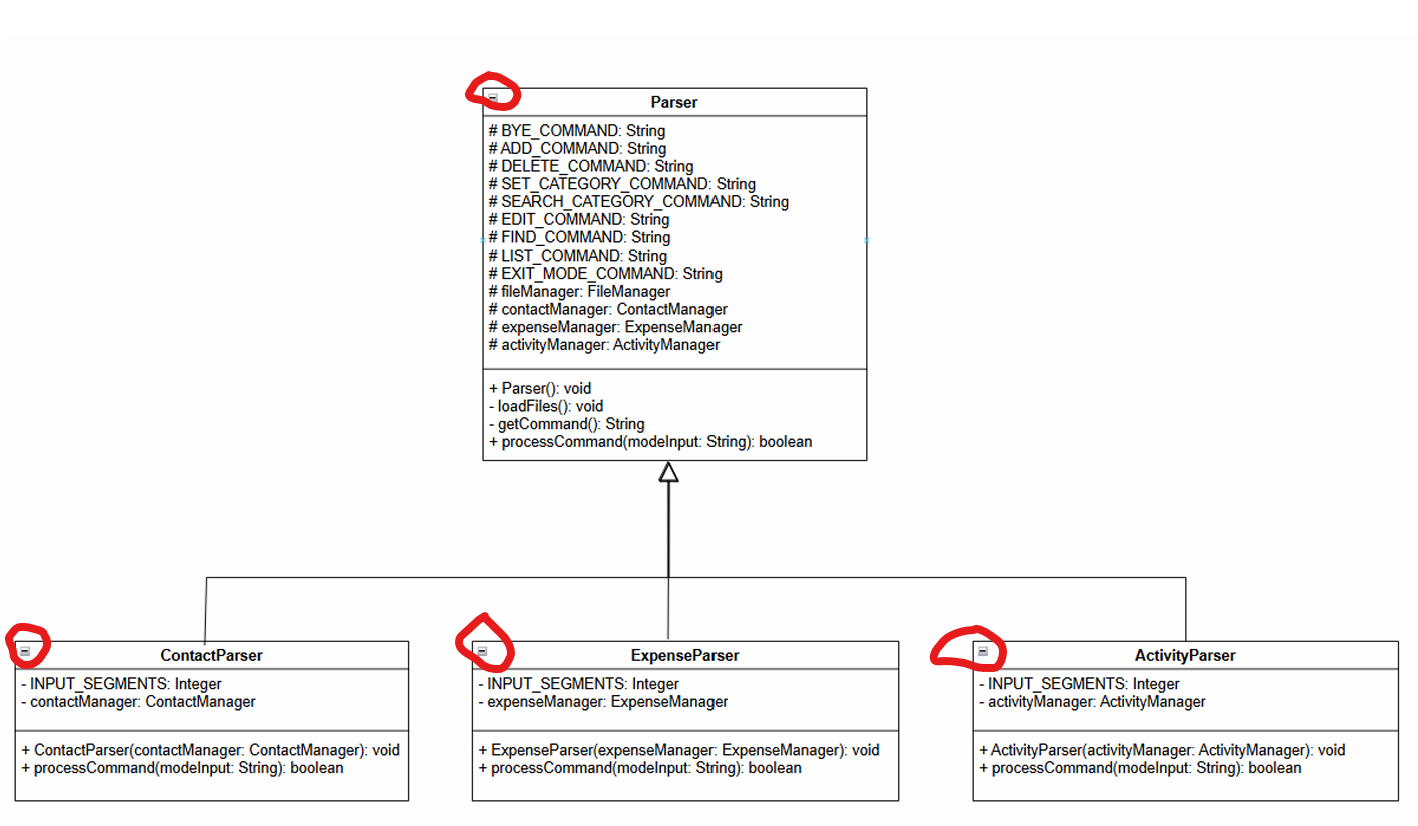 Parser
# BYE_COMMAND: String
# ADD_COMMAND: String
# DELETE_COMMAND: String
# SET_CATEGORY_COMMAND: String
# SEARCH_CATEGORY_COMMAND: String
# EDIT_COMMAND: String
# FIND_COMMAND: String
# LIST_COMMAND: String
# EXIT_MODE_COMMAND: String
# fileManager: FileManager
# contactManager: ContactManager
# expenseManager: ExpenseManager
# activityManager: ActivityManager
+ Parser(): void
- loadFiles(): void
- getCommand(): String
+ processCommand(modeInput: String): boolean
ContactParser
- INPUT_SEGMENTS: Integer
- contactManager: ContactManager
+ ContactParser(contactManager: ContactManager): void
+ processCommand(modeInput: String): boolean
ExpenseParser
- INPUT_SEGMENTS: Integer
- expenseManager: ExpenseManager
+ ExpenseParser(expenseManager: ExpenseManager): void
+ processCommand(modeInput: String): boolean
ActivityParser
- INPUT_SEGMENTS: Integer
- activityManager: ActivityManager
+ ActivityParser(activityManager: ActivityManager): void
+ processCommand(modeInput: String): boolean